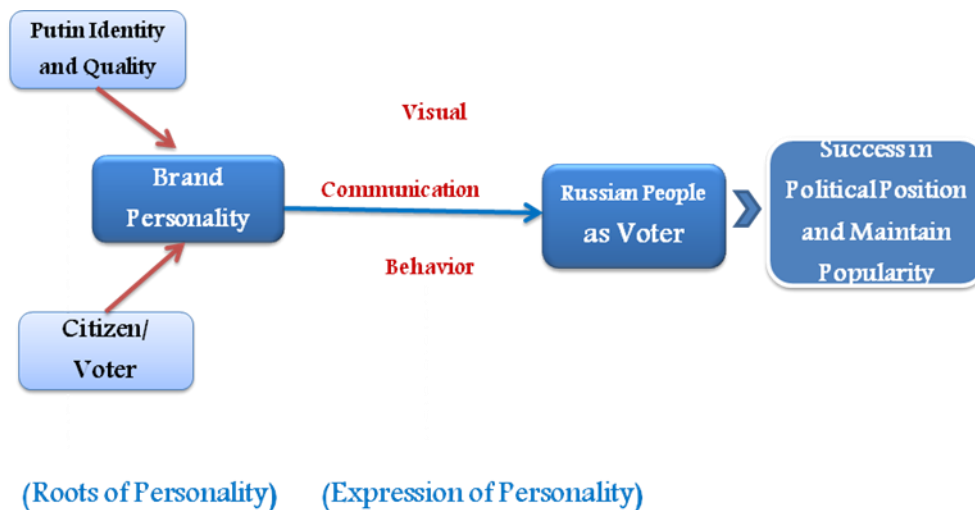 Putin Identity
and Quality
Visual
Brand
Personality
Communication
Russian People
as Voter
Success in
Political Position
and Maintain
Popularity
Behavior
Citizen/
Voter
(Roots of Personality)
(Expression of Personality)